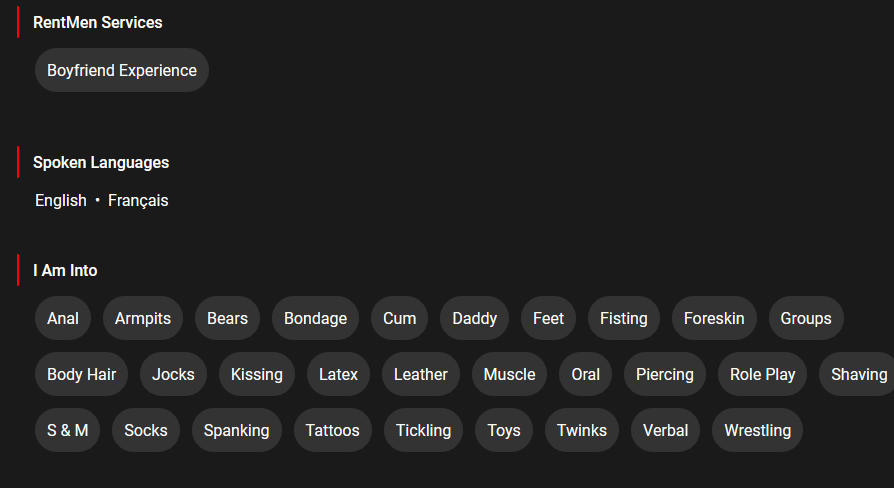 RentMen Services
Boyfriend Experience
Spoken Languages
English • Français
I Am Into
Anal Armpits Bears Bondage Cum Daddy Feet Fisting Foreskin Groups
Body Hair Jocks Kissing Latex Leather Muscle Oral Piercing Role Play Shaving
S & M Socks Spanking Tattoos Tickling Toys Twinks Verbal Wrestling